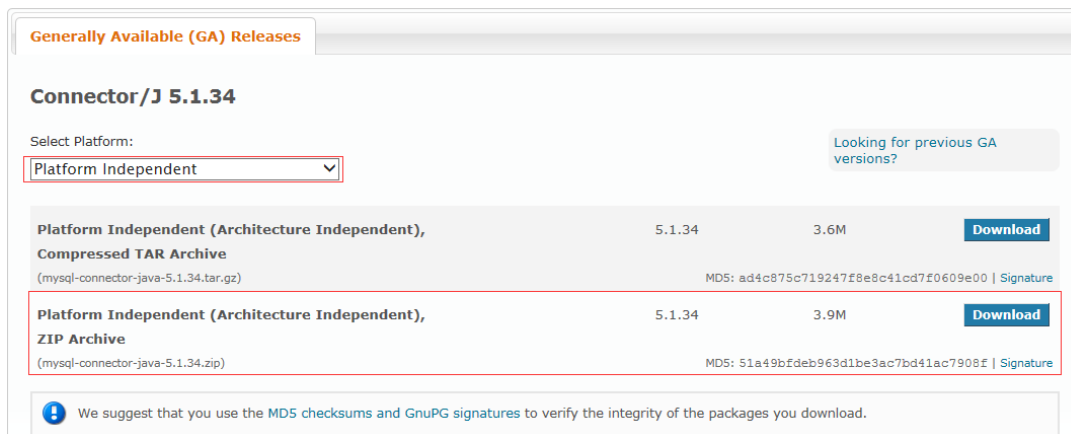 Generally Available (GA) Releases
Connector/J 5.1.34
Select Platform:
Looking for previous GA
versions?
Platform Independent
Platform Independent (Architecture Independent), 5.1.34 3.6M Download
Compressed TAR Archive
(mysql-connector-java-5.1.34.tar.gz) MD5: ad4c875c719247f8e8c41cd7f0609e00 | Signature
Platform Independent (Architecture Independent), 5.1.34 3.9M Download
ZIP Archive
(mysql-connector-java-5.1.34.zip) MD5: 51a49bfdeb963d1be3ac7bd41ac7908f | Signature
We suggest that you use the MD5 checksums and GnuPG signatures to verify the integrity of the packages you download.